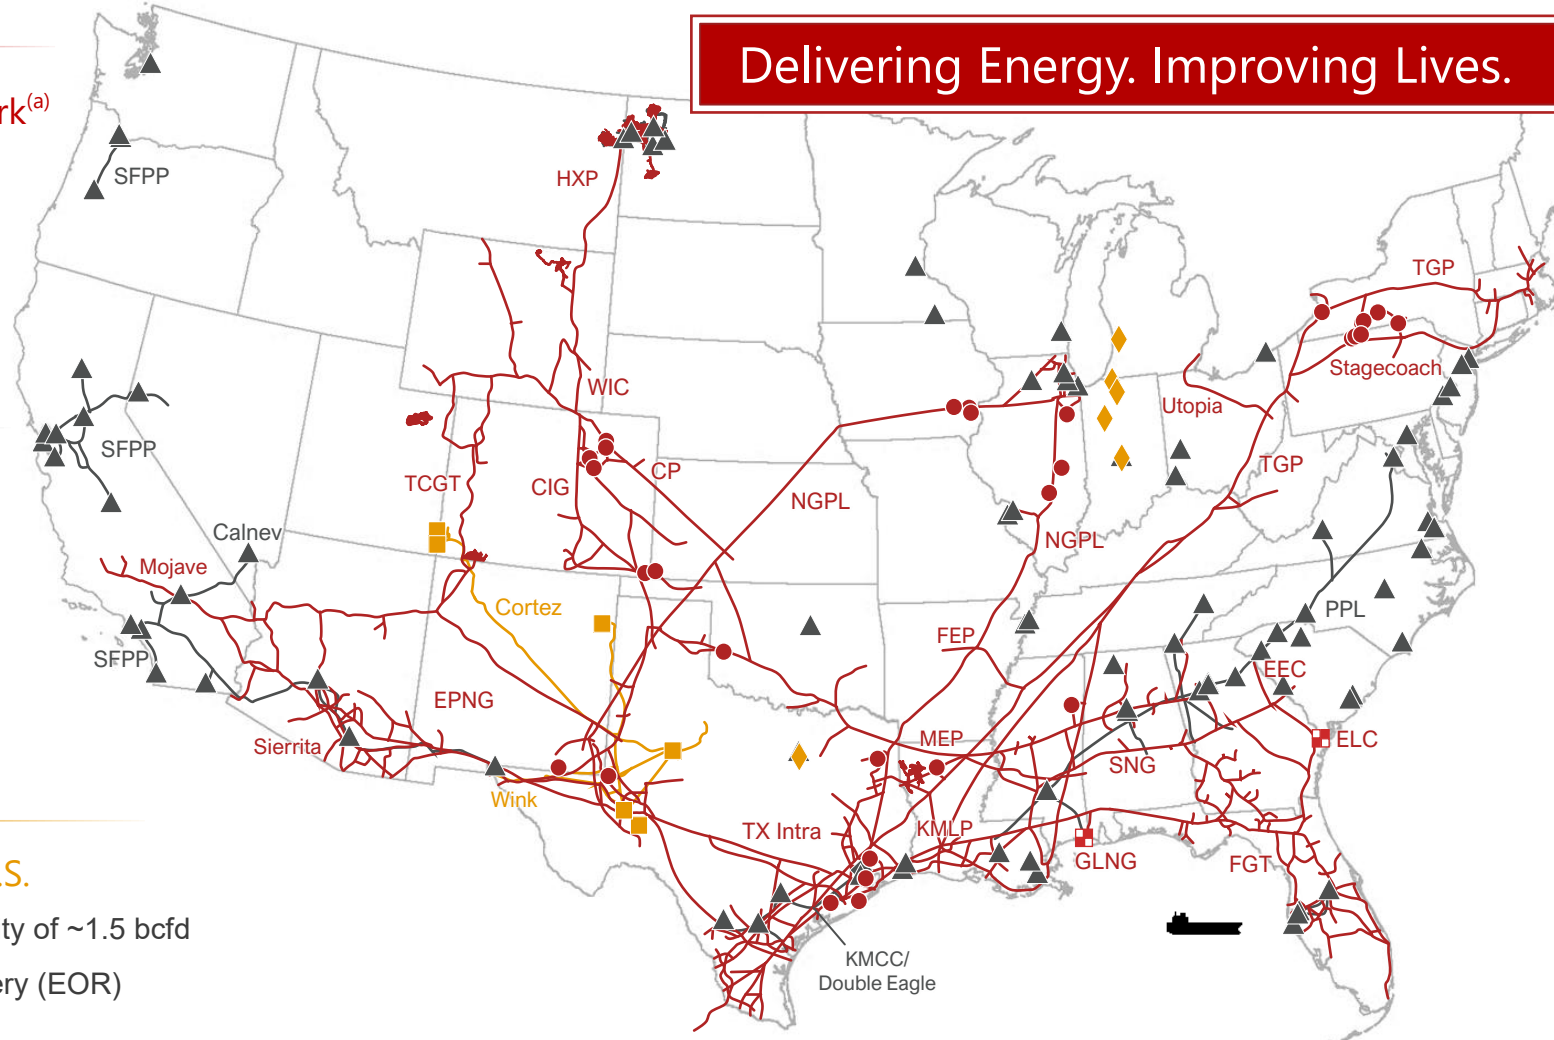 Delivering Energy. Improving Lives.
rk(a)
SFPP
HXP
TGP
Stagecoach
WIC
Utopia
SFPP
TCGT
CIG
CP
NGPL
TGP
Calnev
NGPL
Mojave
Cortez
PPL
FEP
SFPP
EEC
EPNG
Sierrita
MEP
ELC
SNG
Wink
TX Intra
KMLP
GLNG
FGT
.S.
ty of ~1.5 bcfd
KMCC/
Double Eagle
ery (EOR)